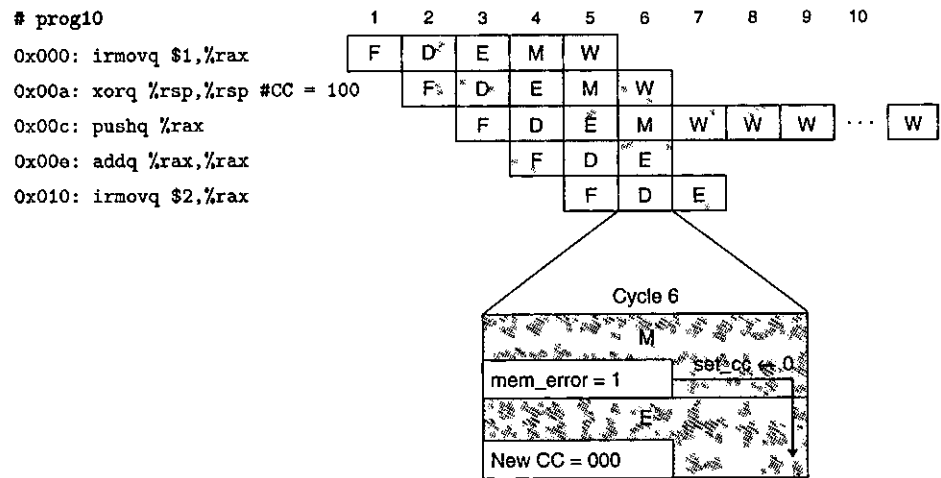 # prog10 1 2 3 4 5 6 7 8 9 10
0x000: irmovq $1,%rax F D E M W
0x00a: xorq %rsp,%rsp #CC = 100 F D E M W
0x00c: pushq %rax F D E M W W W ... W
0x00e: addq %rax,%rax F D E
0x010: irmovq $2,%rax F D E
Cycle 6
M
set_cc ← 0
mem_error = 1
E
New CC = 000